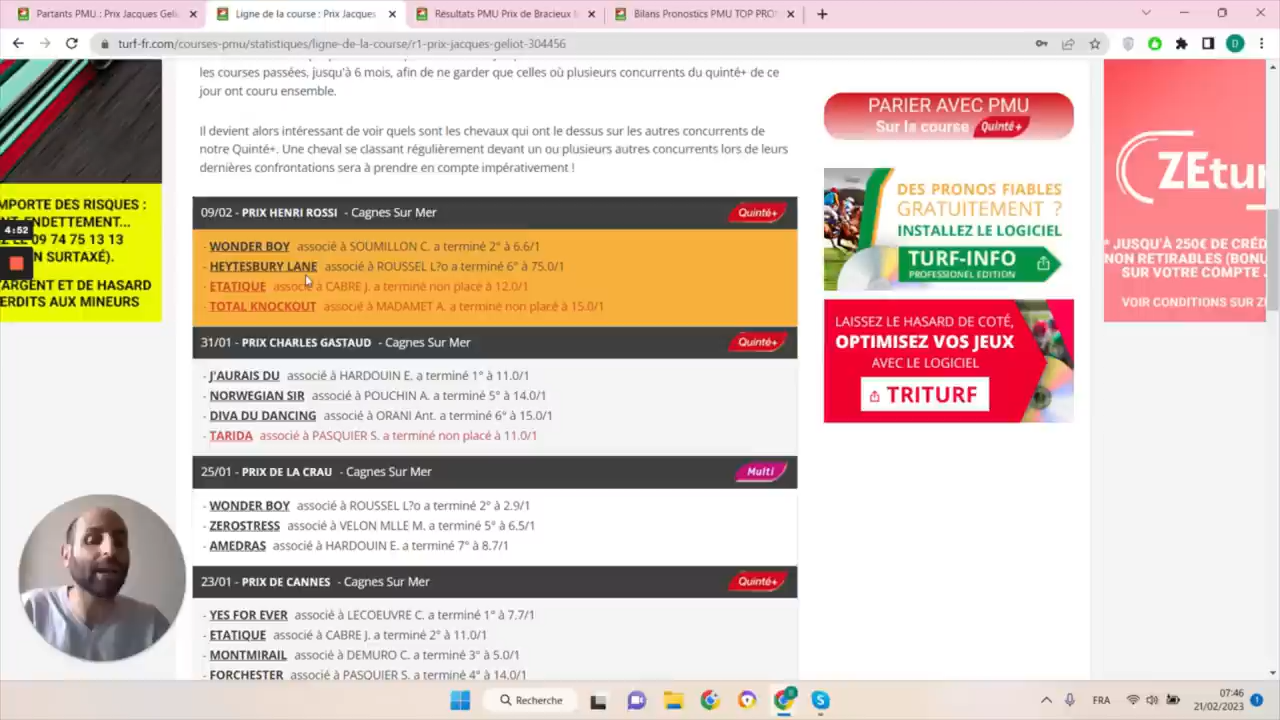 Partants PMU : Prix Jacques Geli
Ligne de la course : Prix Jacques
Résultats PMU Prix de Bracieux
Bilans Pronostics PMU TOP PRO
turf-fr.com/courses-pmu/statistiques/ligne-de-la-course/r1-prix-jacques-geliot-304456
les courses passées, jusqu'à 6 mois, afin de ne garder que celles où plusieurs concurrents du quinté+ de ce
jour ont couru ensemble.
Il devient alors intéressant de voir quels sont les chevaux qui ont le dessus sur les autres concurrents de
notre Quinté+. Une cheval se classant régulièrement devant un ou plusieurs autres concurrents lors de leurs
dernières confrontations sera à prendre en compte impérativement !
09/02 - PRIX HENRI ROSSI - Cagnes Sur Mer Quinté+
- WONDER BOY associé à SOUMILLON C. a terminé 2° à 6.6/1
- HEYTESBURY LANE associé à ROUSSEL L?o a terminé 6° à 75.0/1
- ETATIQUE associé à CABRE J. a terminé non placé à 12.0/1
- TOTAL KNOCKOUT associé à MADAMET A. a terminé non placé à 15.0/1
31/01 - PRIX CHARLES GASTAUD - Cagnes Sur Mer Quinté+
- J'AURAIS DU associé à HARDOUIN E. a terminé 1° à 11.0/1
- NORWEGIAN SIR associé à POUCHIN A. a terminé 5° à 14.0/1
- DIVA DU DANCING associé à ORANI Ant. a terminé 6° à 15.0/1
- TARIDA associé à PASQUIER S. a terminé non placé à 11.0/1
25/01 - PRIX DE LA CRAU - Cagnes Sur Mer Multi
- WONDER BOY associé à ROUSSEL L?o a terminé 2° à 2.9/1
- ZEROSTRESS associé à VELON MLLE M. a terminé 5° à 6.5/1
- AMEDRAS associé à HARDOUIN E. a terminé 7° à 8.7/1
23/01 - PRIX DE CANNES - Cagnes Sur Mer Quinté+
- YES FOR EVER associé à LECOEUVRE C. a terminé 1° à 7.7/1
- ETATIQUE associé à CABRE J. a terminé 2° à 11.0/1
- MONTMIRAIL associé à DEMURO C. a terminé 3° à 5.0/1
- FORCHESTER associé à PASQUIER S. a terminé 4° à 14.0/1
MPORTE DES RISQUES :
ENDETTEMENT...
4:52
Z LE 09 74 75 13 13
N SURTAXÉ).
'ARGENT ET DE HASARD
ERDITS AUX MINEURS
PARIER AVEC PMU
Sur la course Quinté+
DES PRONOS FIABLES
GRATUITEMENT ?
INSTALLEZ LE LOGICIEL
TURF-INFO
PROFESSIONEL EDITION
LAISSEZ LE HASARD DE COTÉ,
OPTIMISEZ VOS JEUX
AVEC LE LOGICIEL
TRITURF
ZEtur
* JUSQU'À 250€ DE CRÉD
NON RETIRABLES (BONU
SUR VOTRE COMPTE .
VOIR CONDITIONS SUR ZE
Recherche
FRA
07:46
21/02/2023